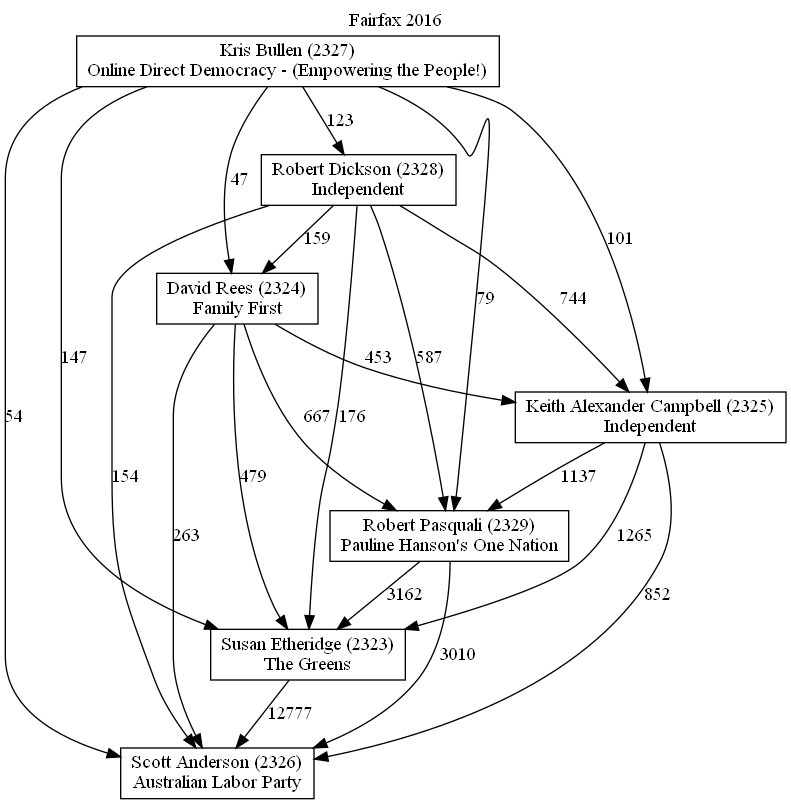 Fairfax 2016
Kris Bullen (2327)
Online Direct Democracy - (Empowering the People!)
123
Robert Dickson (2328)
Independent
47
159
101
David Rees (2324)
Family First
79
744
147
453
587
54
667
176
Keith Alexander Campbell (2325)
Independent
154
479
1137
263
Robert Pasquali (2329)
Pauline Hanson's One Nation
1265
3162
852
Susan Etheridge (2323)
The Greens
3010
12777
Scott Anderson (2326)
Australian Labor Party